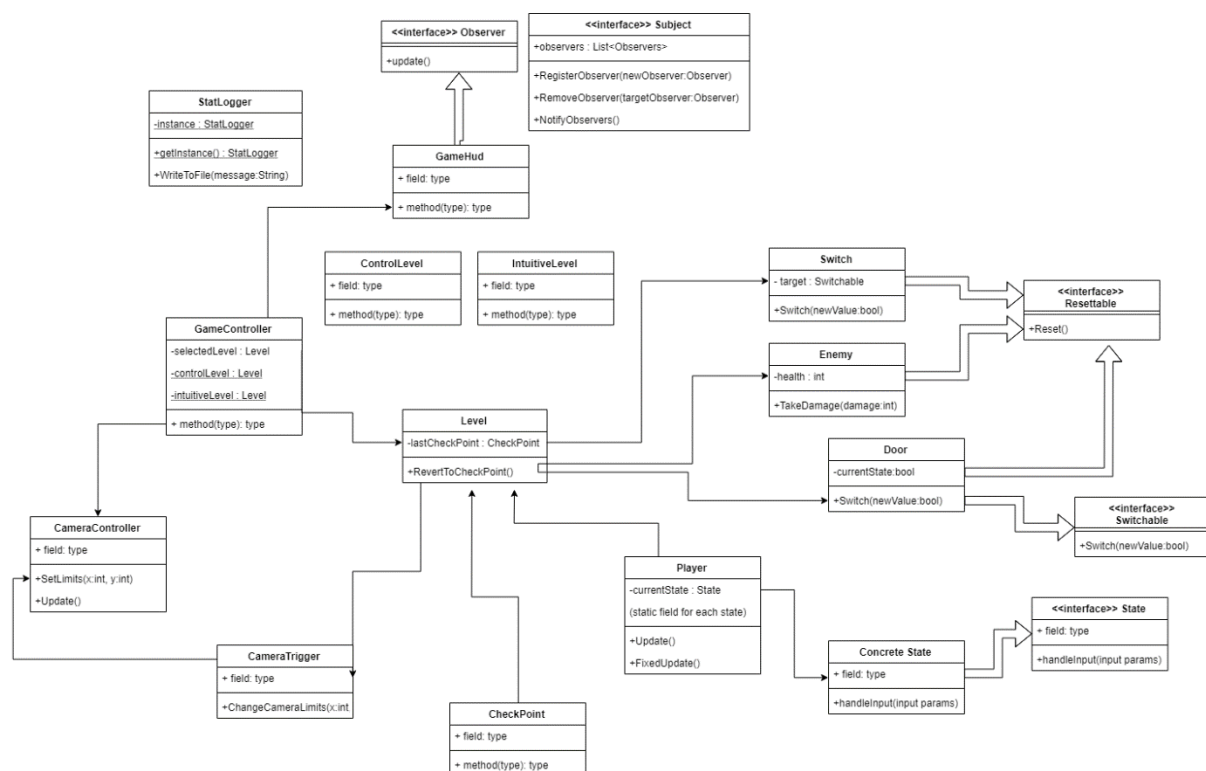 <<interface>> Observer
+update()
<<interface>> Subject
+observers : List<Observers>
+RegisterObserver(newObserver:Observer)
+RemoveObserver(targetObserver:Observer)
+NotifyObservers()
StatLogger
-instance : StatLogger
+getInstance() : StatLogger
+WriteToFile(message:String)
GameHud
+ field: type
+ method(type): type
ControlLevel
+ field: type
+ method(type): type
IntuitiveLevel
+ field: type
+ method(type): type
Switch
- target : Switchable
+Switch(newValue:bool)
<<interface>>
Resettable
+Reset()
GameController
-selectedLevel : Level
-controlLevel : Level
-intuitiveLevel : Level
+ method(type): type
Enemy
-health : int
+TakeDamage(damage:int)
Level
-lastCheckPoint : CheckPoint
+RevertToCheckPoint()
Door
-currentState:bool
+Switch(newValue:bool)
<<interface>>
Switchable
+Switch(newValue:bool)
CameraController
+ field: type
+SetLimits(x:int, y:int)
+Update()
Player
-currentState : State
(static field for each state)
+Update()
+FixedUpdate()
<<interface>> State
+ field: type
+handleInput(input params)
Concrete State
+ field: type
+handleInput(input params)
CameraTrigger
+ field: type
+ChangeCameraLimits(x:int
CheckPoint
+ field: type
+ method(type): type